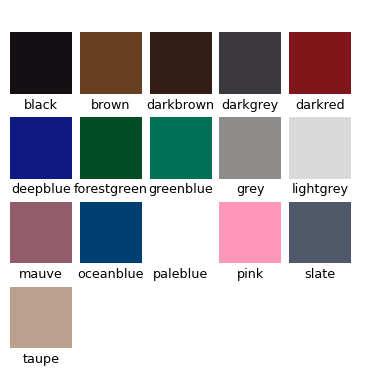 black brown darkbrown darkgrey darkred
deepblue forestgreen greenblue grey lightgrey
mauve oceanblue paleblue pink slate
taupe